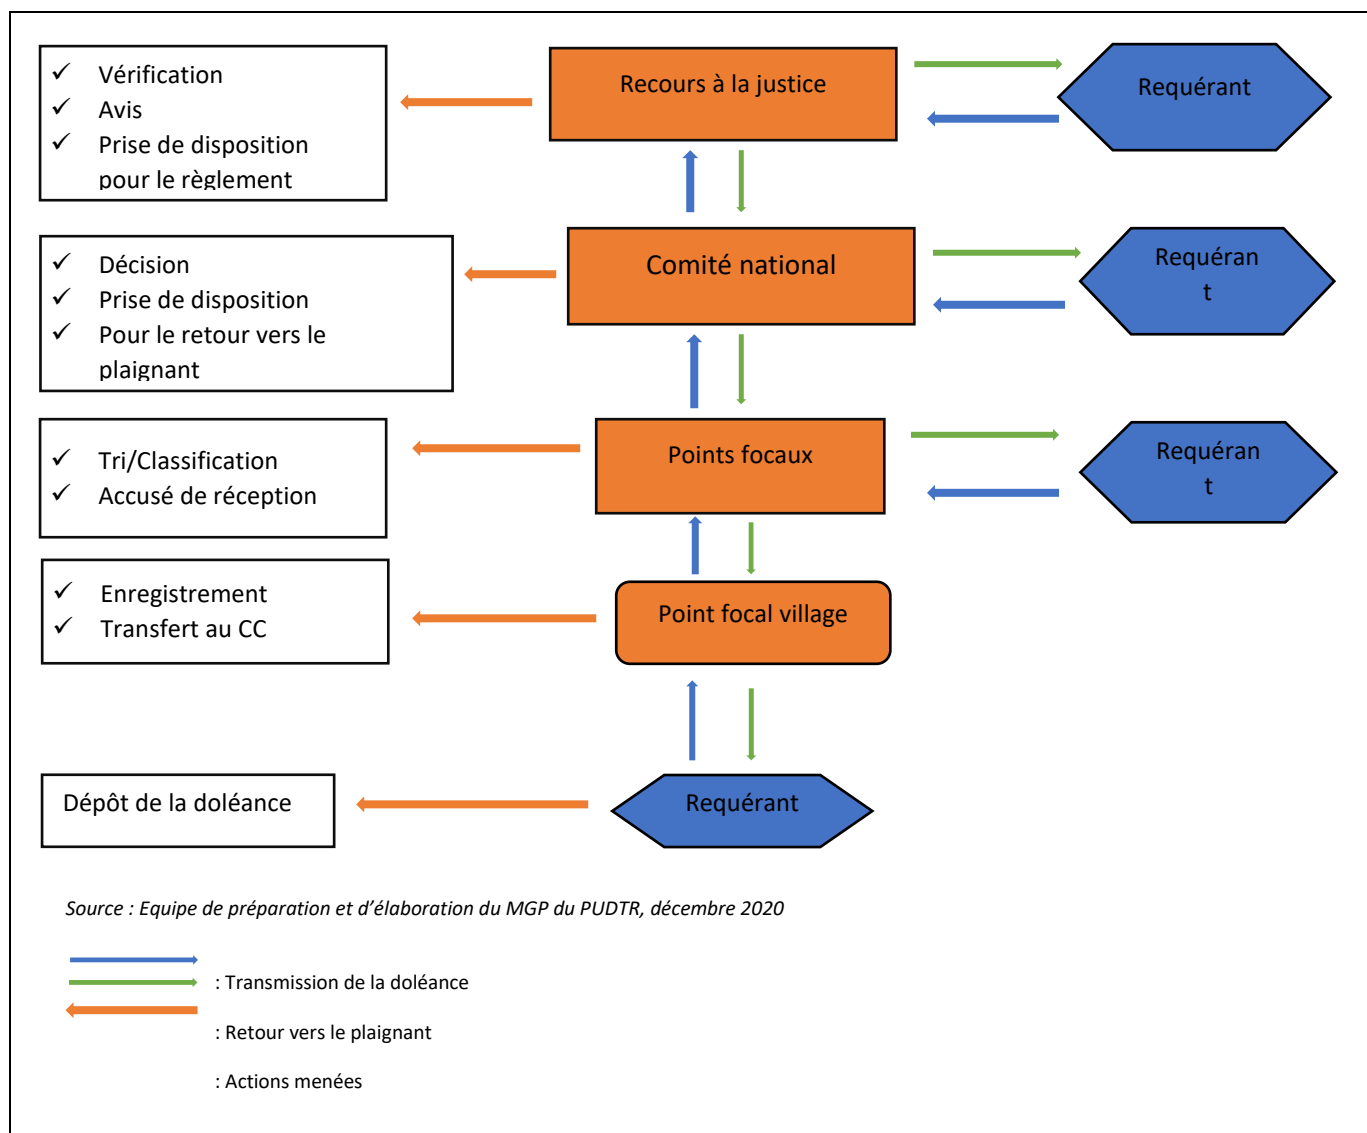 ✓ Vérification
✓ Avis
✓ Prise de disposition
pour le règlement
Recours à la justice
Requérant
✓ Décision
✓ Prise de disposition
✓ Pour le retour vers le
plaignant
Comité national
Requéran
t
✓ Tri/Classification
✓ Accusé de réception
Points focaux
Requéran
t
✓ Enregistrement
✓ Transfert au CC
Point focal village
Dépôt de la doléance
Requérant
Source : Equipe de préparation et d’élaboration du MGP du PUDTR, décembre 2020
: Transmission de la doléance
: Retour vers le plaignant
: Actions menées